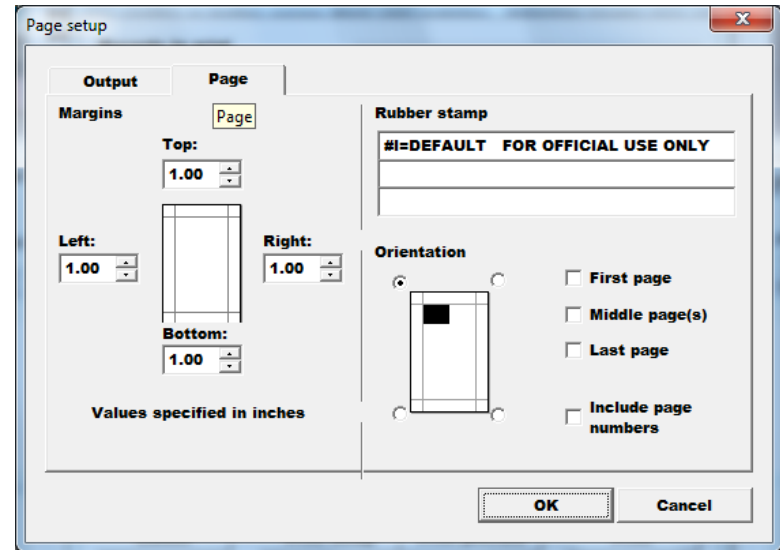 Page setup
Output
Page
Margins
Page
Top:
1.00
Left:
1.00
Right:
1.00
Bottom:
1.00
Values specified in inches
Rubber stamp
#I=DEFAULT   FOR OFFICIAL USE ONLY
Orientation
First page
Middle page(s)
Last page
Include page
numbers
OK
Cancel